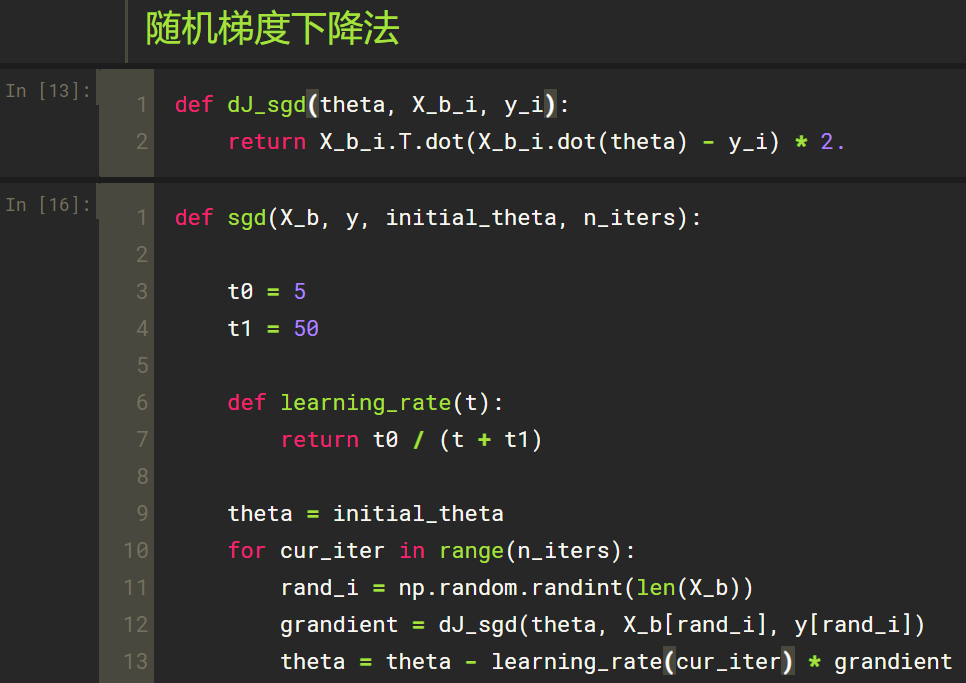 随机梯度下降法
In [13]:
1 def dJ_sgd(theta, X_b_i, y_i):
2 return X_b_i.T.dot(X_b_i.dot(theta) - y_i) * 2.
In [16]:
1 def sgd(X_b, y, initial_theta, n_iters):
2
3 t0 = 5
4 t1 = 50
5
6 def learning_rate(t):
7 return t0 / (t + t1)
8
9 theta = initial_theta
10 for cur_iter in range(n_iters):
11 rand_i = np.random.randint(len(X_b))
12 grandient = dJ_sgd(theta, X_b[rand_i], y[rand_i])
13 theta = theta - learning_rate(cur_iter) * grandient